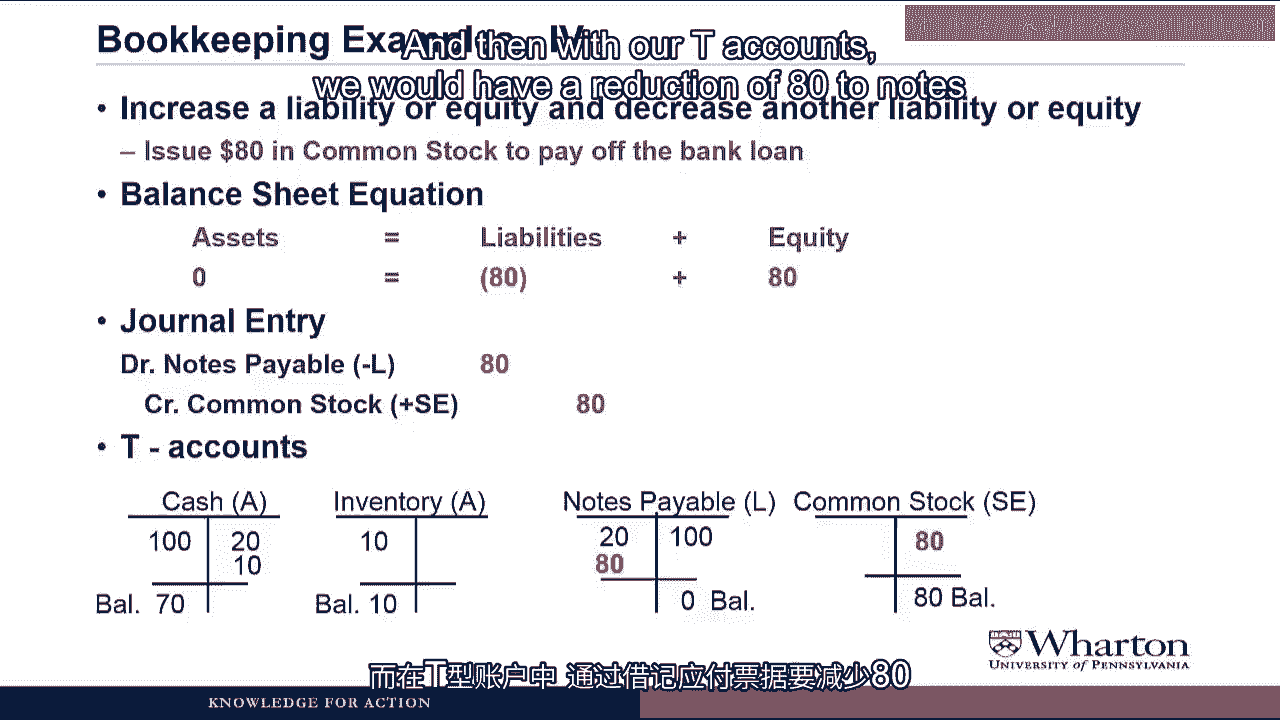 Bookkeeping Examples - IV
And then with our T accounts,
we would have a reduction of 80 to notes
• Increase a liability or equity and decrease another liability or equity
– Issue $80 in Common Stock to pay off the bank loan
• Balance Sheet Equation
Assets = Liabilities + Equity
0 = (80) + 80
• Journal Entry
Dr. Notes Payable (-L) 80
Cr. Common Stock (+SE) 80
• T - accounts
Cash (A) Inventory (A) Notes Payable (L) Common Stock (SE)
100 20 10 20 100 80
10 80
Bal. 70 Bal. 10 0 Bal. 80 Bal.
Wharton
UNIVERSITY OF PENNSYLVANIA
而在T型账户中 通过借记应付票据要减少80
KNOWLEDGE FOR ACTION